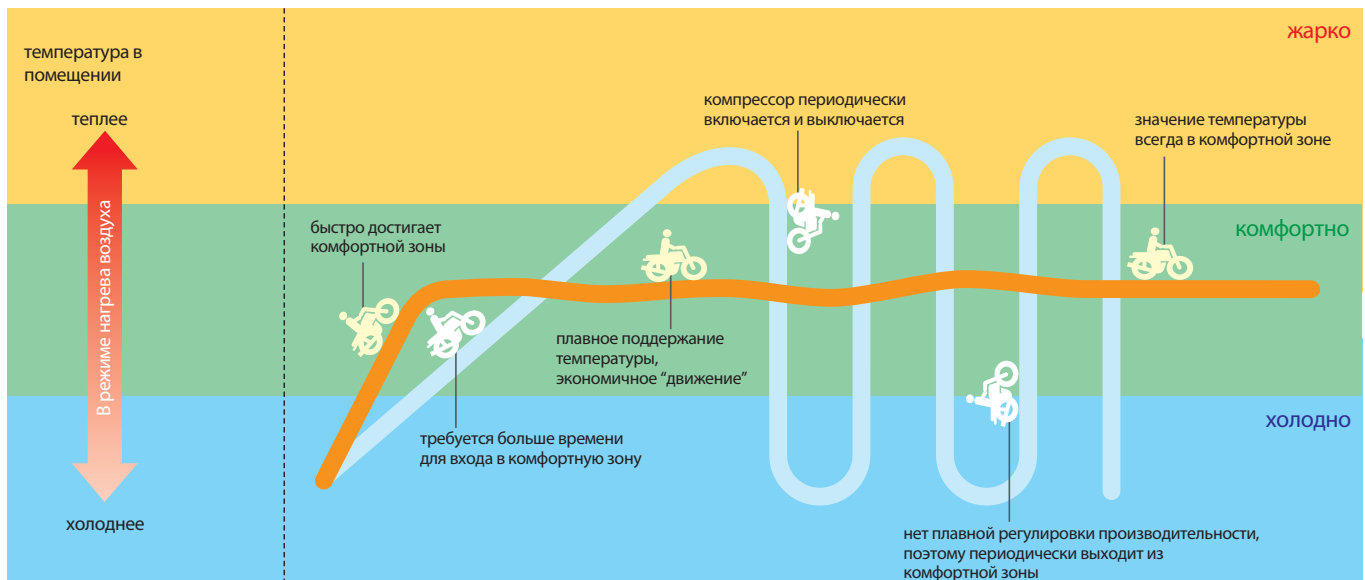 жарко
температура в
помещении
теплее
В режиме нагрева воздуха
холоднее
компрессор периодически
включается и выключается
значение температуры
всегда в комфортной зоне
быстро достигает
комфортной зоны
комфортно
плавное поддержание
температуры,
экономичное “движение”
требуется больше времени
для входа в комфортную зону
холодно
нет плавной регулировки производительности,
поэтому периодически выходит из
комфортной зоны